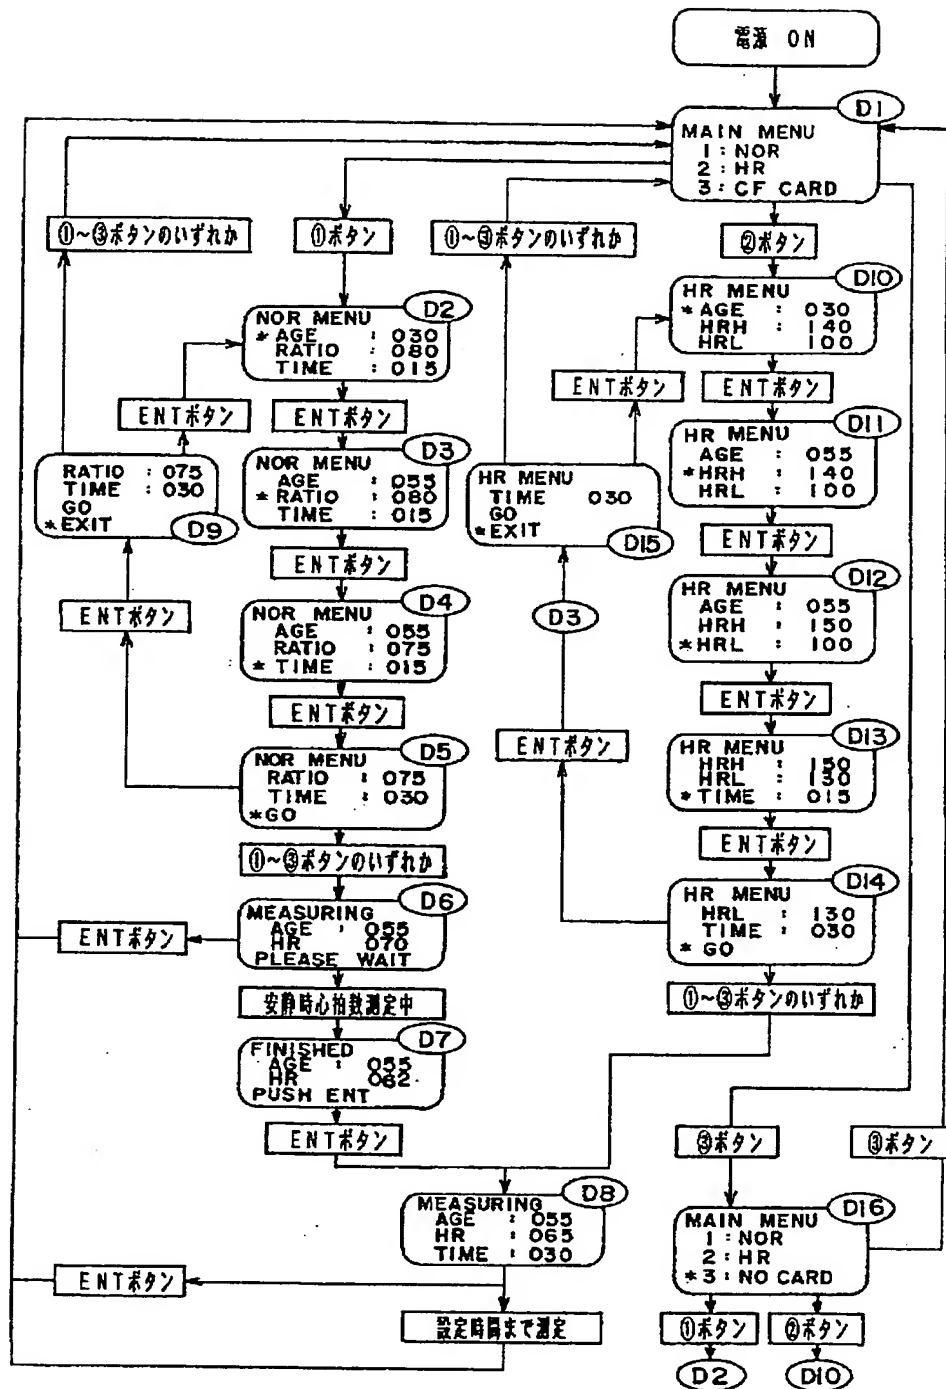 電源 ON
D1
MAIN MENU
1 : NOR
2 : HR
3 : CF CARD
①~③ボタンのいずれか
①ボタン
①~③ボタンのいずれか
②ボタン
D2
NOR MENU
* AGE : 030
RATIO : 080
TIME : 015
D10
HR MENU
* AGE : 030
HRH : 140
HRL : 100
ENTボタン
ENTボタン
ENTボタン
ENTボタン
RATIO : 075
TIME : 030
GO
* EXIT
D9
D3
NOR MENU
AGE : 055
* RATIO : 080
TIME : 015
HR MENU
TIME 030
GO
* EXIT
D15
D11
HR MENU
AGE : 055
* HRH : 140
HRL : 100
ENTボタン
ENTボタン
ENTボタン
D4
NOR MENU
AGE : 055
RATIO : 075
* TIME : 015
D3
D12
HR MENU
AGE : 055
HRH : 150
* HRL : 100
ENTボタン
ENTボタン
ENTボタン
D5
NOR MENU
RATIO : 075
TIME : 030
* GO
D13
HR MENU
HRH : 150
HRL : 130
* TIME : 015
①~③ボタンのいずれか
ENTボタン
ENTボタン
D6
MEASURING
AGE : 055
HR 070
PLEASE WAIT
D14
HR MENU
HRL : 130
TIME : 030
* GO
安静時心拍数測定中
①~③ボタンのいずれか
D7
FINISHED
AGE : 055
HR 062
PUSH ENT
ENTボタン
③ボタン
③ボタン
D8
MEASURING
AGE : 055
HR : 065
TIME : 030
D16
MAIN MENU
1 : NOR
2 : HR
* 3 : NO CARD
ENTボタン
設定時間まで測定
①ボタン
②ボタン
D2
D10